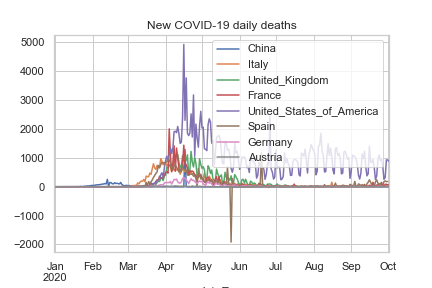 New COVID-19 daily deaths
5000
4000
3000
2000
1000
0
−1000
−2000
China
Italy
United_Kingdom
France
United_States_of_America
Spain
Germany
Austria
Jan Feb Mar Apr May Jun Jul Aug Sep Oct
2020